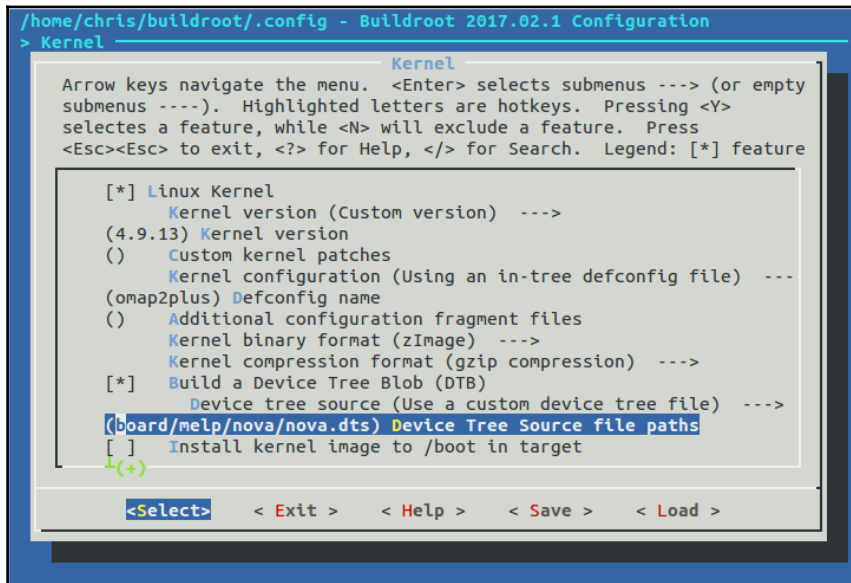 /home/chris/buildroot/.config - Buildroot 2017.02.1 Configuration
> Kernel
Kernel
Arrow keys navigate the menu.  <Enter> selects submenus ---> (or empty
submenus ----).  Highlighted letters are hotkeys.  Pressing <Y>
selectes a feature, while <N> will exclude a feature.  Press
<Esc><Esc> to exit, <?> for Help, </> for Search.  Legend: [*] feature
[*] Linux Kernel
Kernel version (Custom version)  --->
(4.9.13) Kernel version
()    Custom kernel patches
Kernel configuration (Using an in-tree defconfig file)  ---
(omap2plus) Defconfig name
()    Additional configuration fragment files
Kernel binary format (zImage)  --->
Kernel compression format (gzip compression)  --->
[*]   Build a Device Tree Blob (DTB)
Device tree source (Use a custom device tree file)  --->
(board/melp/nova/nova.dts) Device Tree Source file paths
[ ]   Install kernel image to /boot in target
(+)
<Select>    < Exit >    < Help >    < Save >    < Load >